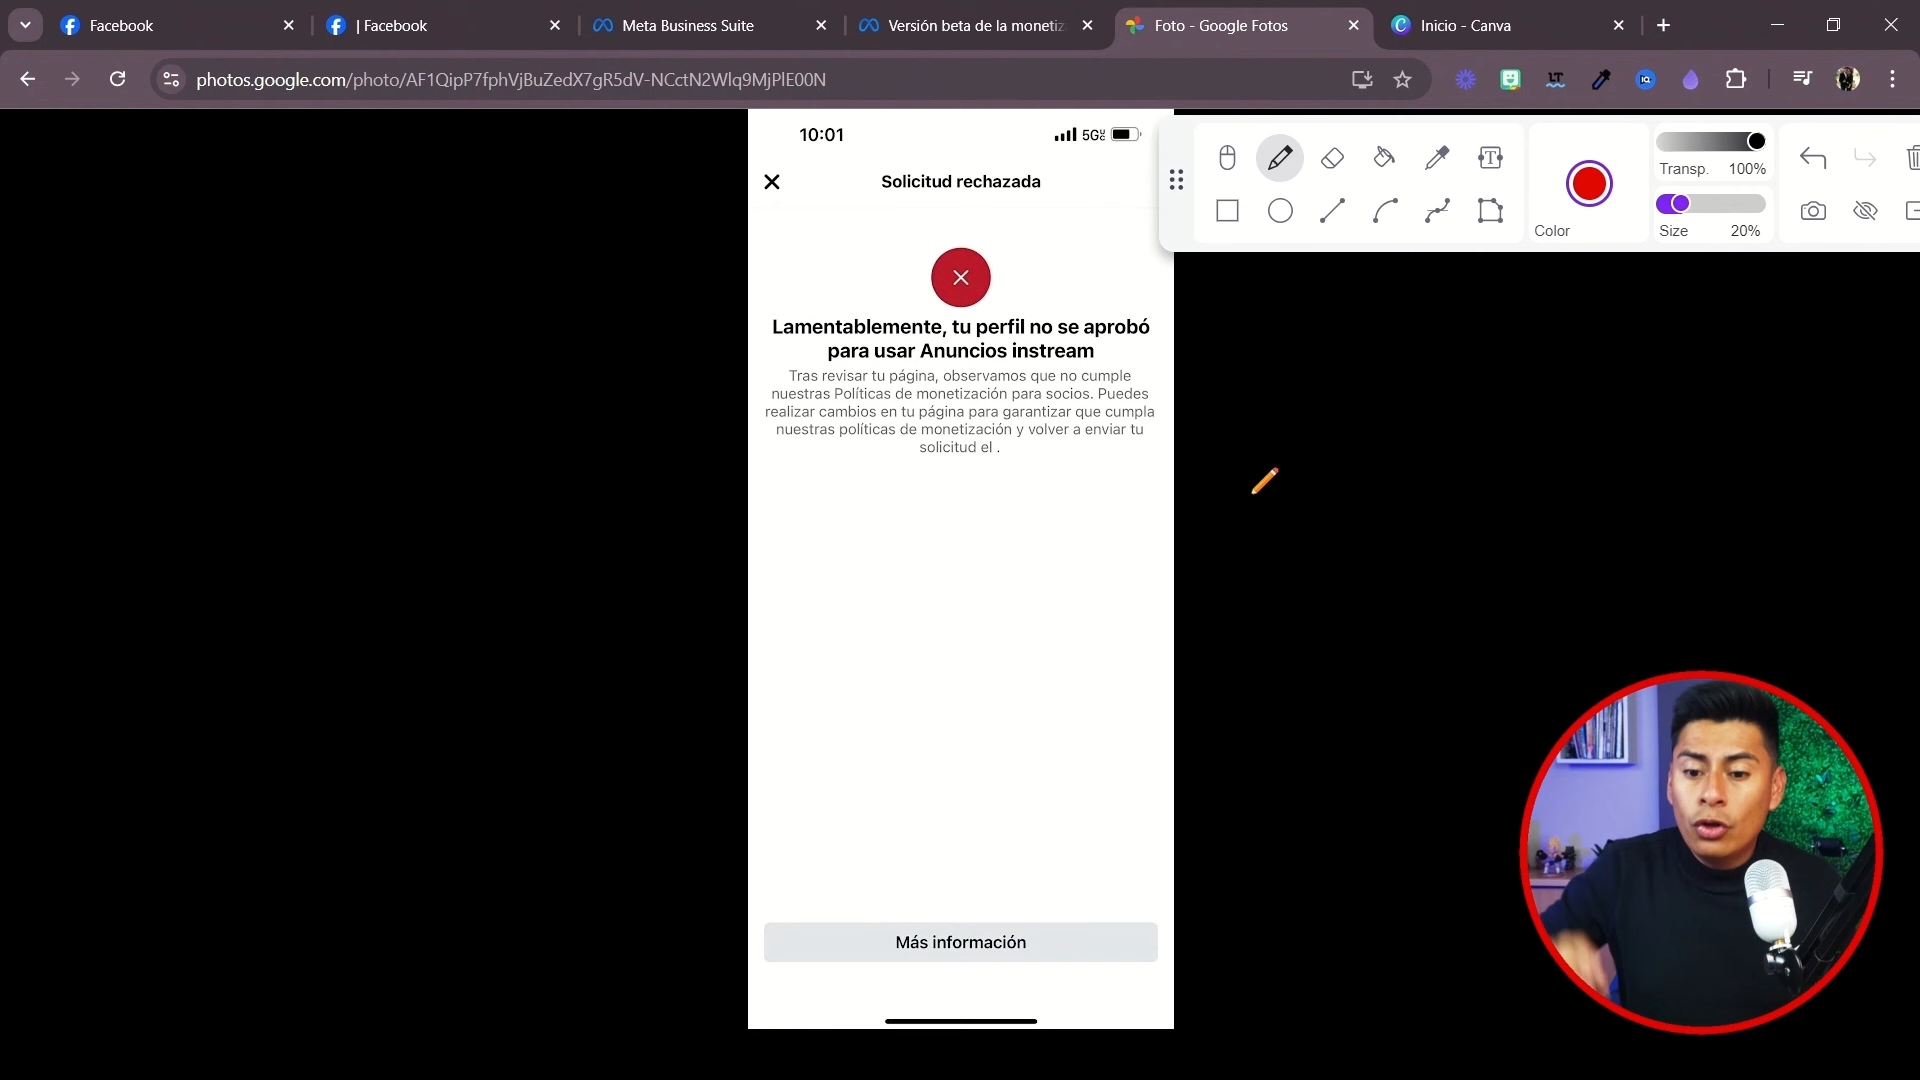 Facebook
| Facebook
Meta Business Suite
Versión beta de la monetiz
Foto - Google Fotos
Inicio - Canva
photos.google.com/photo/AF1QipP7fphVjBuZedX7gR5dV-NCctN2Wlq9MjPlE00N
10:01
5G
Solicitud rechazada
Transp. 100%
Color
Size 20%
Lamentablemente, tu perfil no se aprobó
para usar Anuncios instream
Tras revisar tu página, observamos que no cumple
nuestras Políticas de monetización para socios. Puedes
realizar cambios en tu página para garantizar que cumpla
nuestras políticas de monetización y volver a enviar tu
solicitud el .
Más información